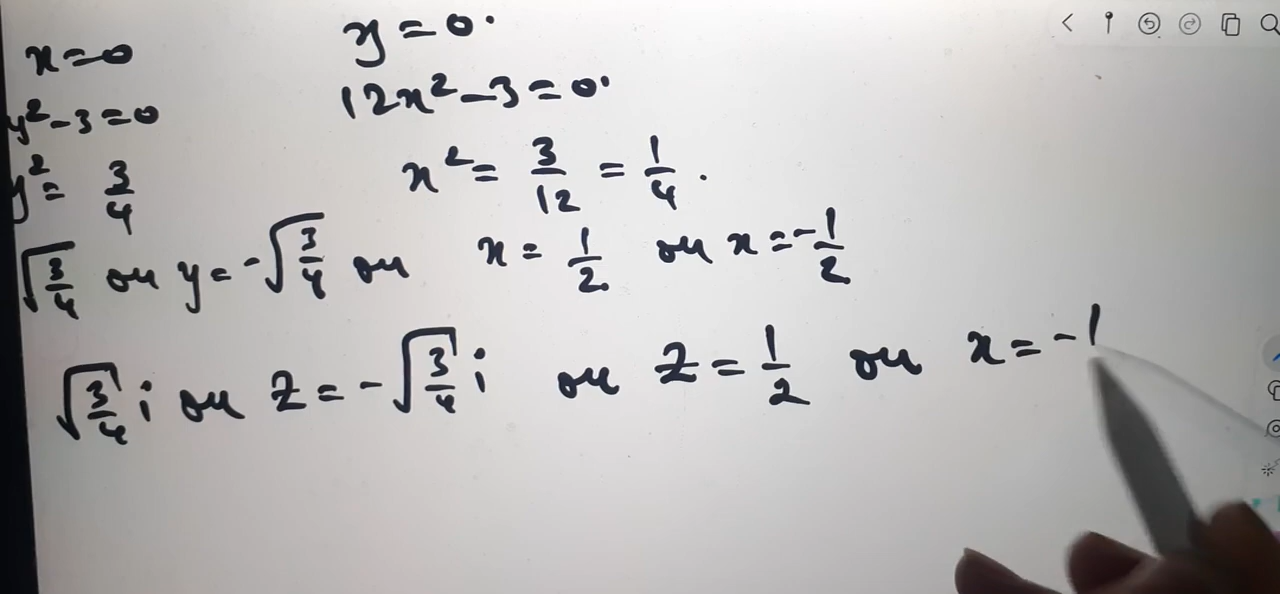 x=0 y=0.
y²-3=0 12x²-3=0.
y²= 3/4 x²= 3/12 = 1/4.
√(3/4) ou y=-√(3/4) ou x= 1/2 ou x=-1/2
√(3/4) i ou Z=-√(3/4) i ou Z=1/2 ou x=-1